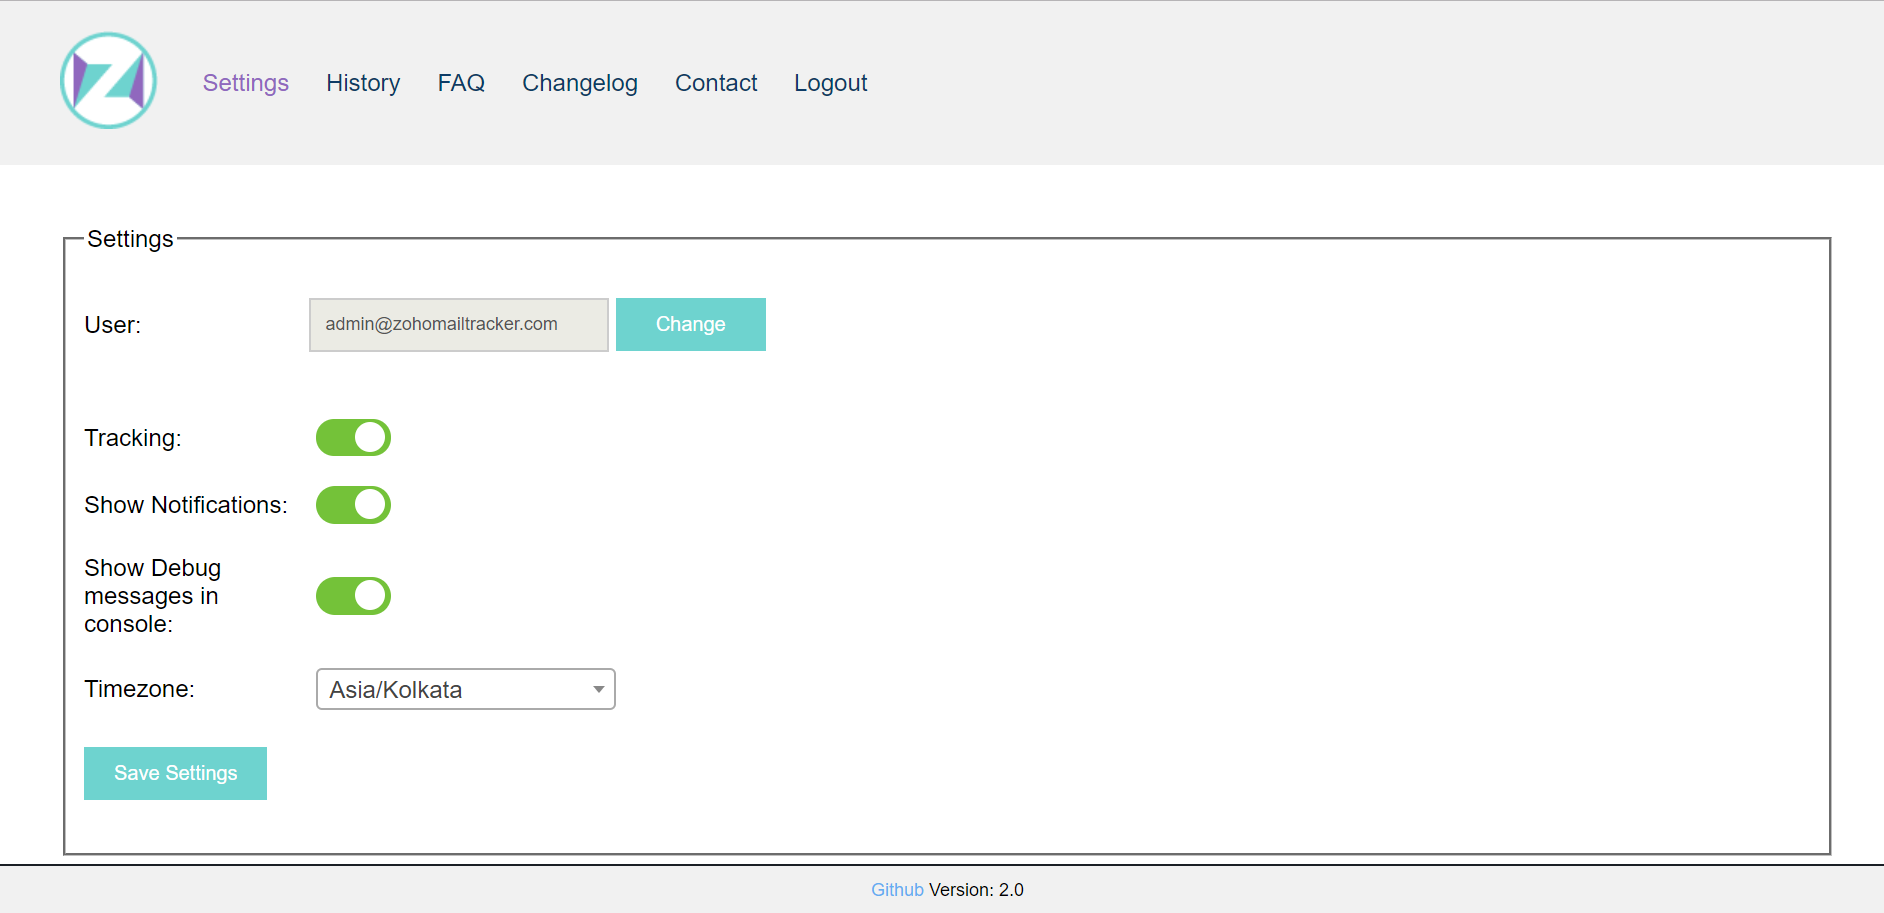 Settings History FAQ Changelog Contact Logout
Settings
User: admin@zohomailtracker.com Change
Tracking:
Show Notifications:
Show Debug
messages in
console:
Timezone: Asia/Kolkata
Save Settings
Github Version: 2.0